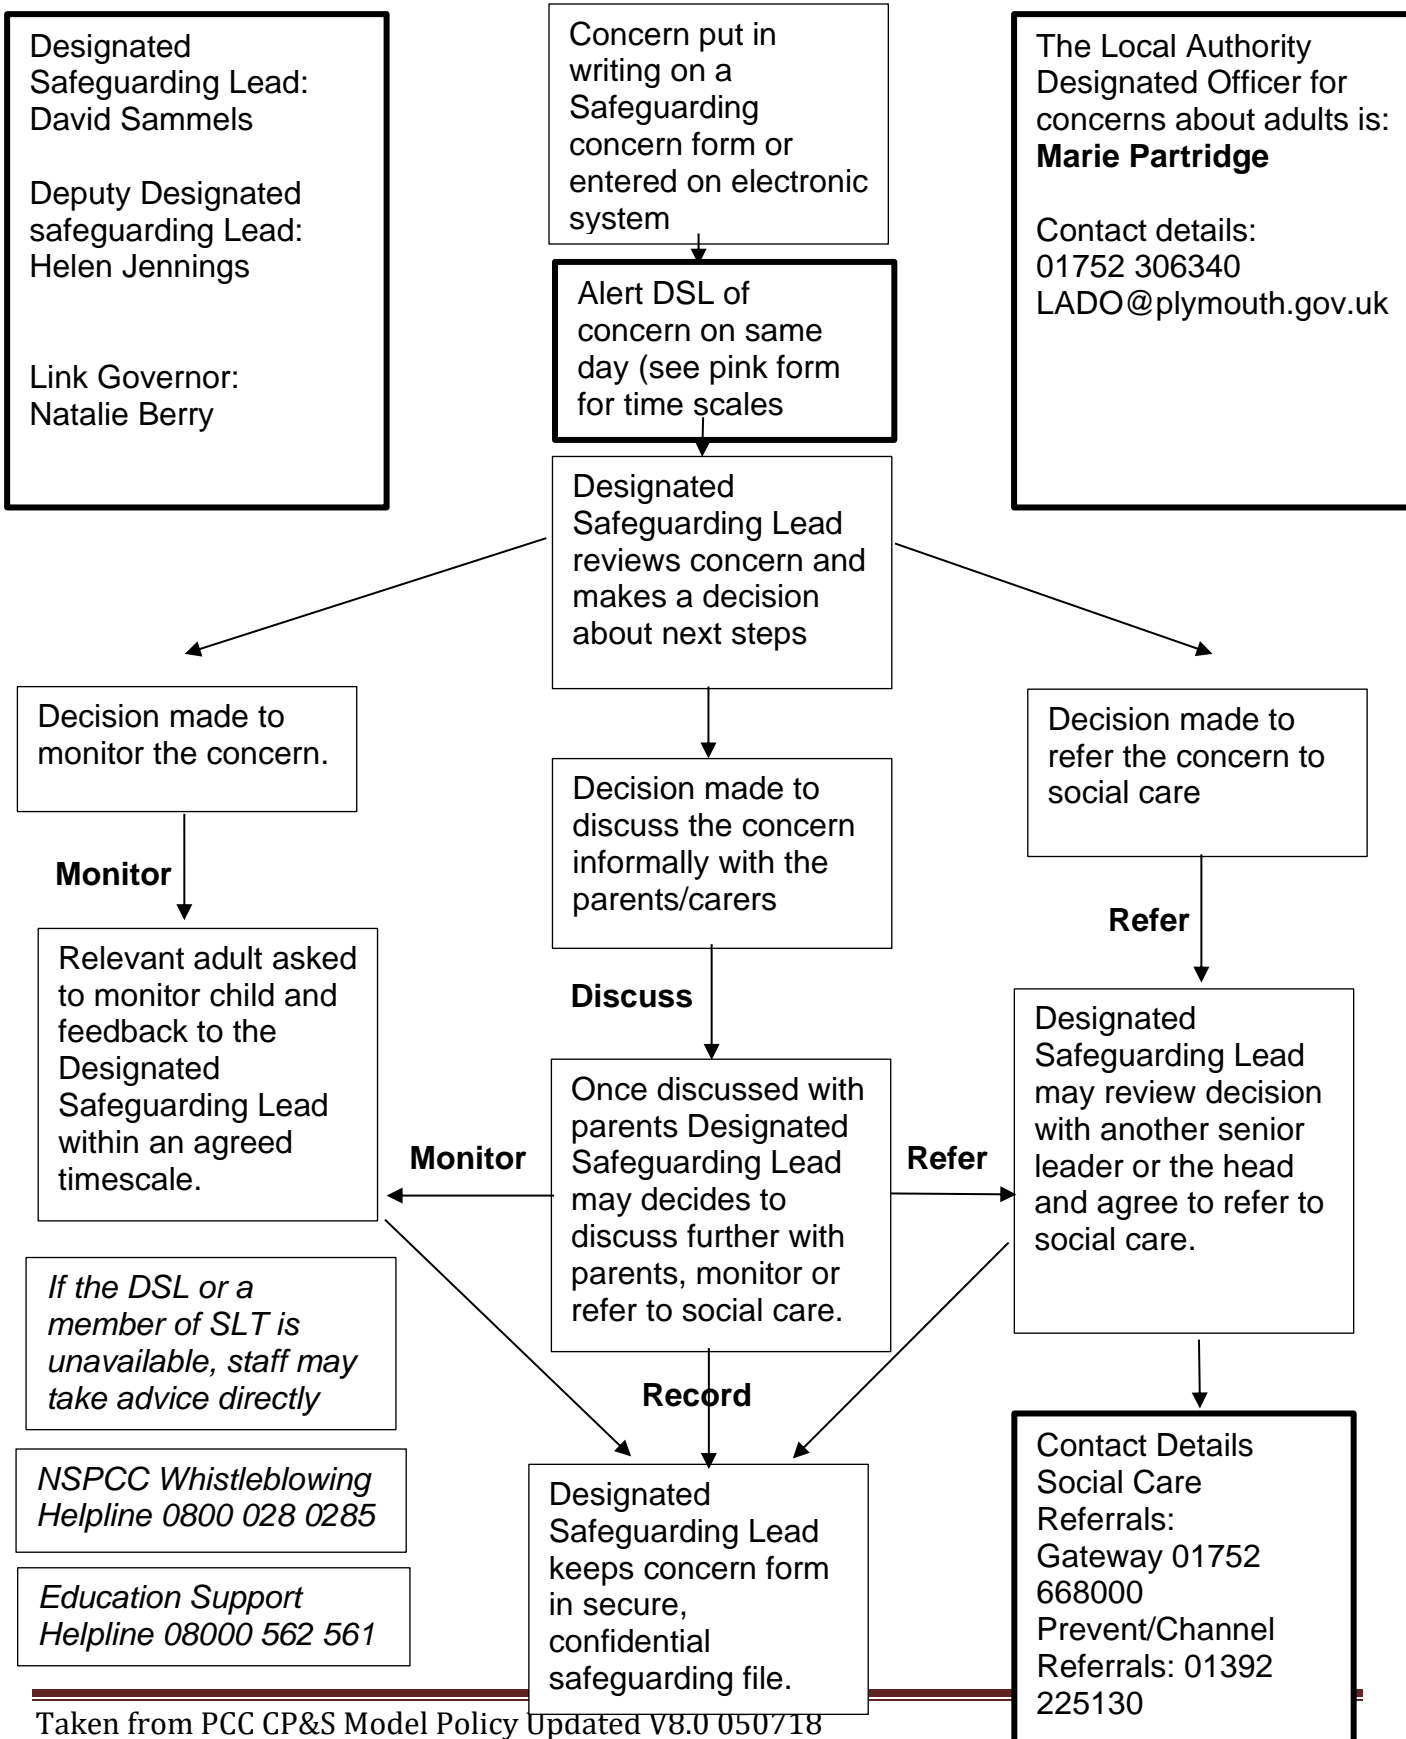 Designated
Safeguarding Lead:
David Sammels
Deputy Designated
safeguarding Lead:
Helen Jennings
Link Governor:
Natalie Berry
Concern put in
writing on a
Safeguarding
concern form or
entered on electronic
system
The Local Authority
Designated Officer for
concerns about adults is:
Marie Partridge
Contact details:
01752 306340
LADO@plymouth.gov.uk
Alert DSL of
concern on same
day (see pink form
for time scales
Designated
Safeguarding Lead
reviews concern and
makes a decision
about next steps
Decision made to
monitor the concern.
Decision made to
discuss the concern
informally with the
parents/carers
Decision made to
refer the concern to
social care
Monitor
Discuss
Refer
Relevant adult asked
to monitor child and
feedback to the
Designated
Safeguarding Lead
within an agreed
timescale.
Monitor
Once discussed with
parents Designated
Safeguarding Lead
may decides to
discuss further with
parents, monitor or
refer to social care.
Refer
Designated
Safeguarding Lead
may review decision
with another senior
leader or the head
and agree to refer to
social care.
If the DSL or a
member of SLT is
unavailable, staff may
take advice directly
Record
NSPCC Whistleblowing
Helpline 0800 028 0285
Education Support
Helpline 08000 562 561
Designated
Safeguarding Lead
keeps concern form
in secure,
confidential
safeguarding file.
Contact Details
Social Care
Referrals:
Gateway 01752
668000
Prevent/Channel
Referrals: 01392
225130
Taken from PCC CP&S Model Policy Updated V8.0 050718